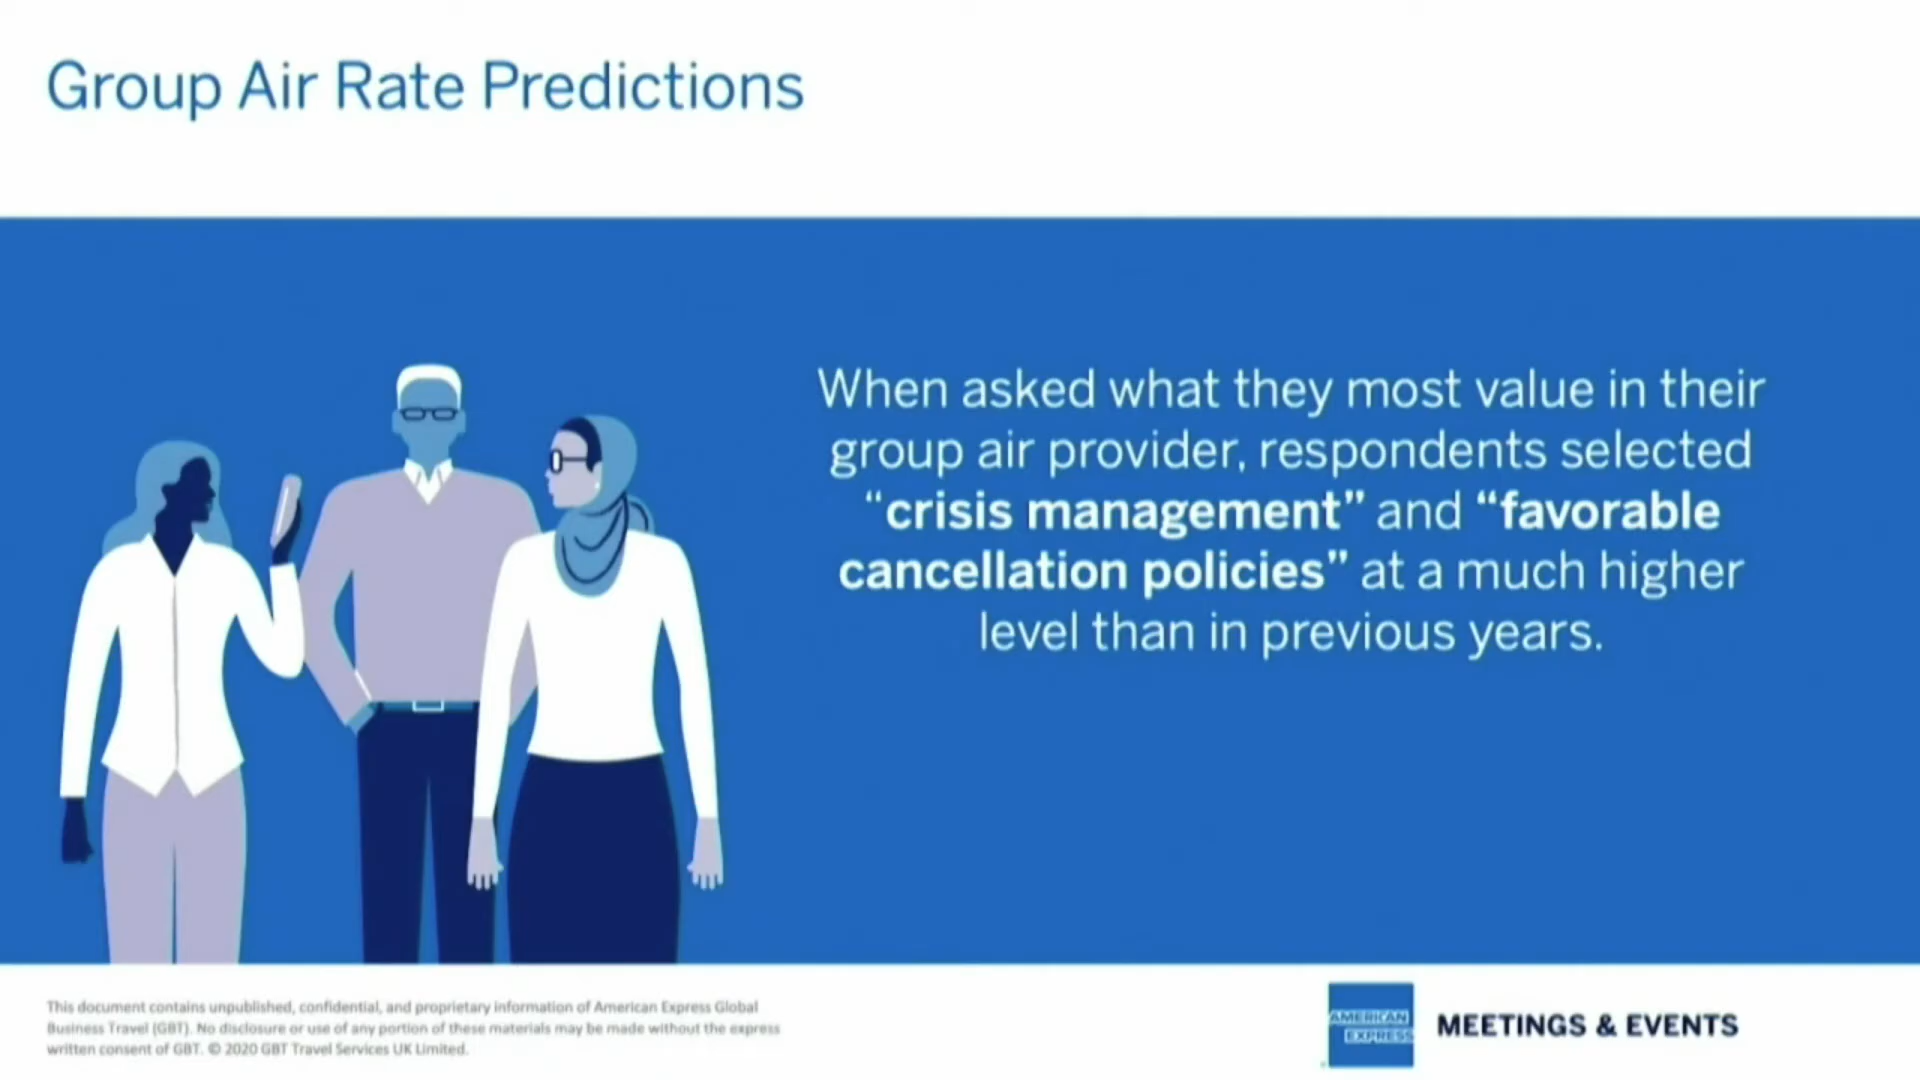 Group Air Rate Predictions
When asked what they most value in their
group air provider, respondents selected
“crisis management” and “favorable
cancellation policies” at a much higher
level than in previous years.
This document contains unpublished, confidential, and proprietary information of American Express Global
Business Travel (GBT). No disclosure or use of any portion of these materials may be made without the express
written consent of GBT. © 2020 GBT Travel Services UK Limited.
AMERICAN
EXPRESS
MEETINGS & EVENTS